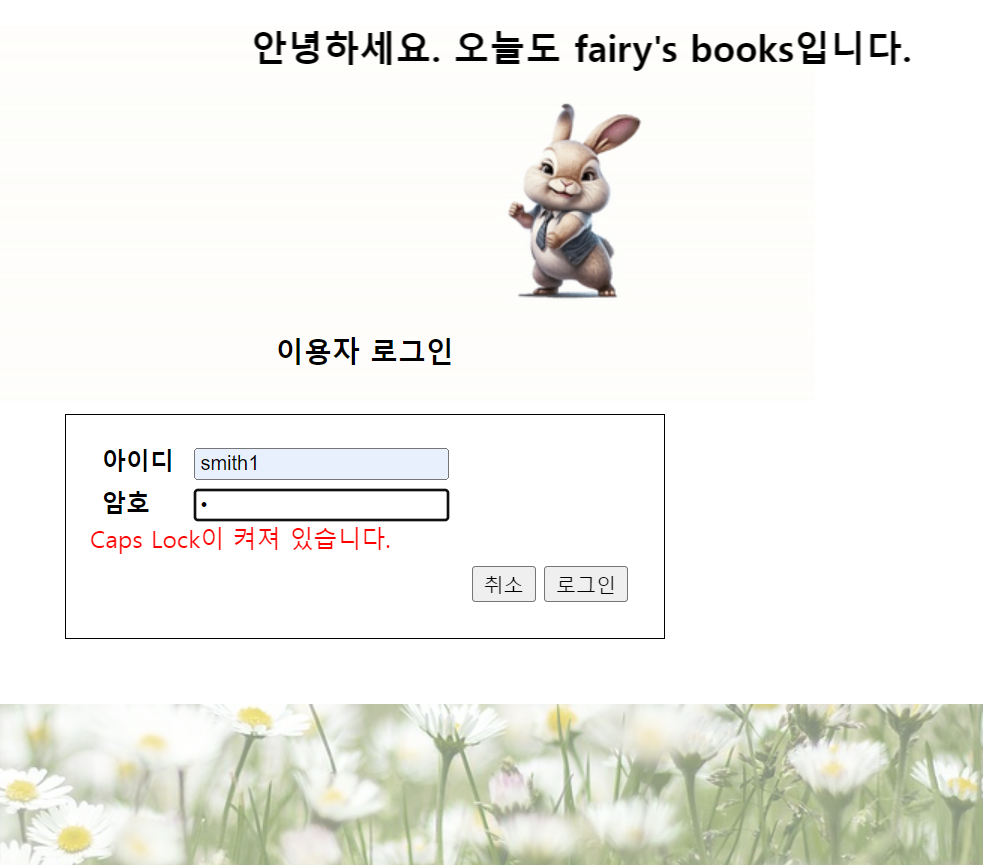 안녕하세요. 오늘도 fairy's books입니다.
이용자 로그인
아이디 smith1
암호 •
Caps Lock이 켜져 있습니다.
취소 로그인